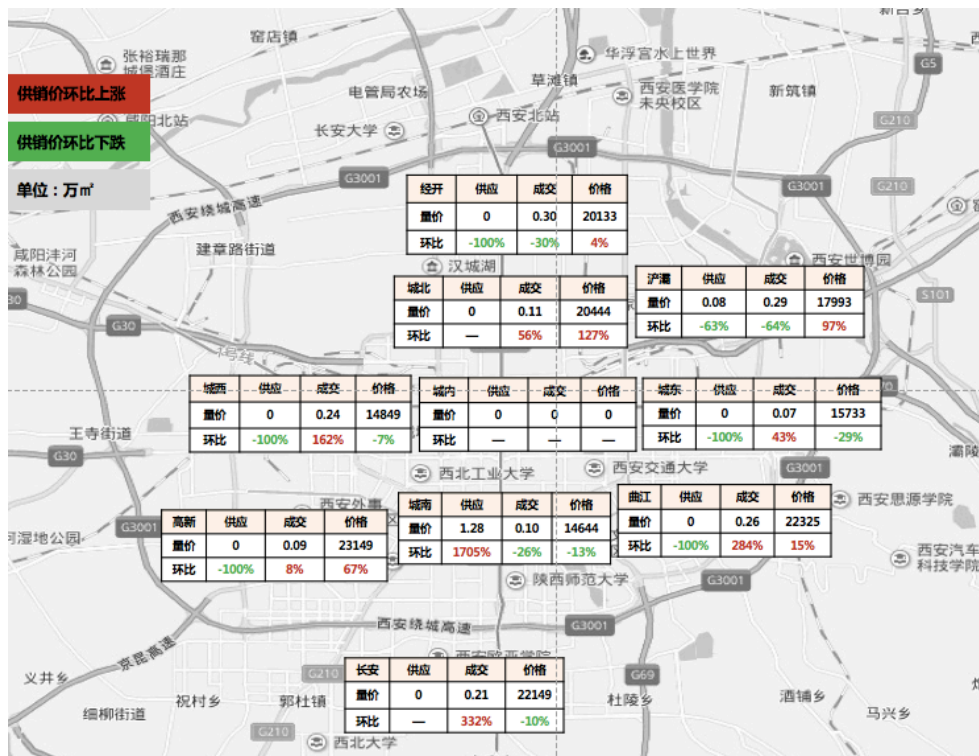 窑店镇
新合乡
张裕瑞那
城堡酒庄
华浮宫水上世界
G5
草滩镇
供销价环比上涨
电管局农场
西安医学院
未央校区
新筑镇
咸阳北站
西安北站
G210
供销价环比下跌
长安大学
G3001
单位：万㎡
G3001
G3001
G210
西安绕城高速
经开 供应 成交 价格
量价 0 0.30 20133
环比 -100% -30% 4%
建章路街道
咸阳沣河
森林公园
汉城湖
西安世博园
浐灞 供应 成交 价格
量价 0.08 0.29 17993
环比 -63% -64% 97%
城北 供应 成交 价格
量价 0 0.11 20444
环比 — 56% 127%
S101
G30
G30
1号线
城西 供应 成交 价格
量价 0 0.24 14849
环比 -100% 162% -7%
城内 供应 成交 价格
量价 0 0 0
环比 — — —
城东 供应 成交 价格
量价 0 0.07 15733
环比 -100% 43% -29%
王寺街道
G30
西北工业大学
西安交通大学
G3001
灞陵
西安外事
西安思源学院
高新 供应 成交 价格
量价 0 0.09 23149
环比 -100% 8% 67%
城南 供应 成交 价格
量价 1.28 0.10 14644
环比 1705% -26% -13%
曲江 供应 成交 价格
量价 0 0.26 22325
环比 -100% 284% 15%
G3001
河湿地公园
西安汽车
科技学院
陕西师范大学
G3001
西安绕城高速
G3001
京昆高速
西安欧亚学院
义井乡
G210
长安 供应 成交 价格
量价 0 0.21 22149
环比 — 332% -10%
G69
祝村乡
郭杜镇
杜陵乡
酒铺乡
细柳街道
马兴乡
G210
西北大学